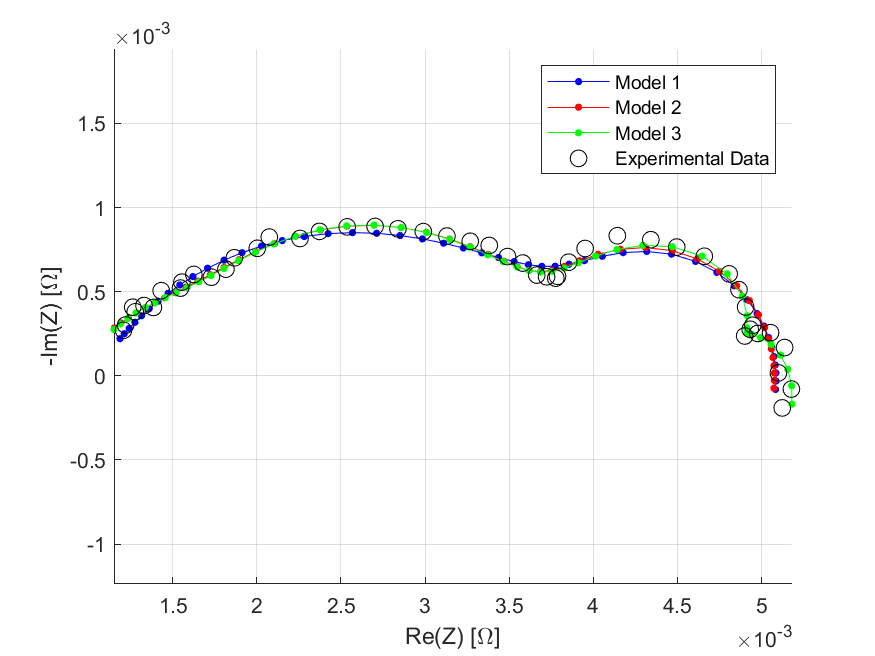 ×10⁻³
Model 1
Model 2
Model 3
Experimental Data
1.5
1
0.5
0
-0.5
-1
-Im(Z) [Ω]
1.5 2 2.5 3 3.5 4 4.5 5
Re(Z) [Ω]
×10⁻³